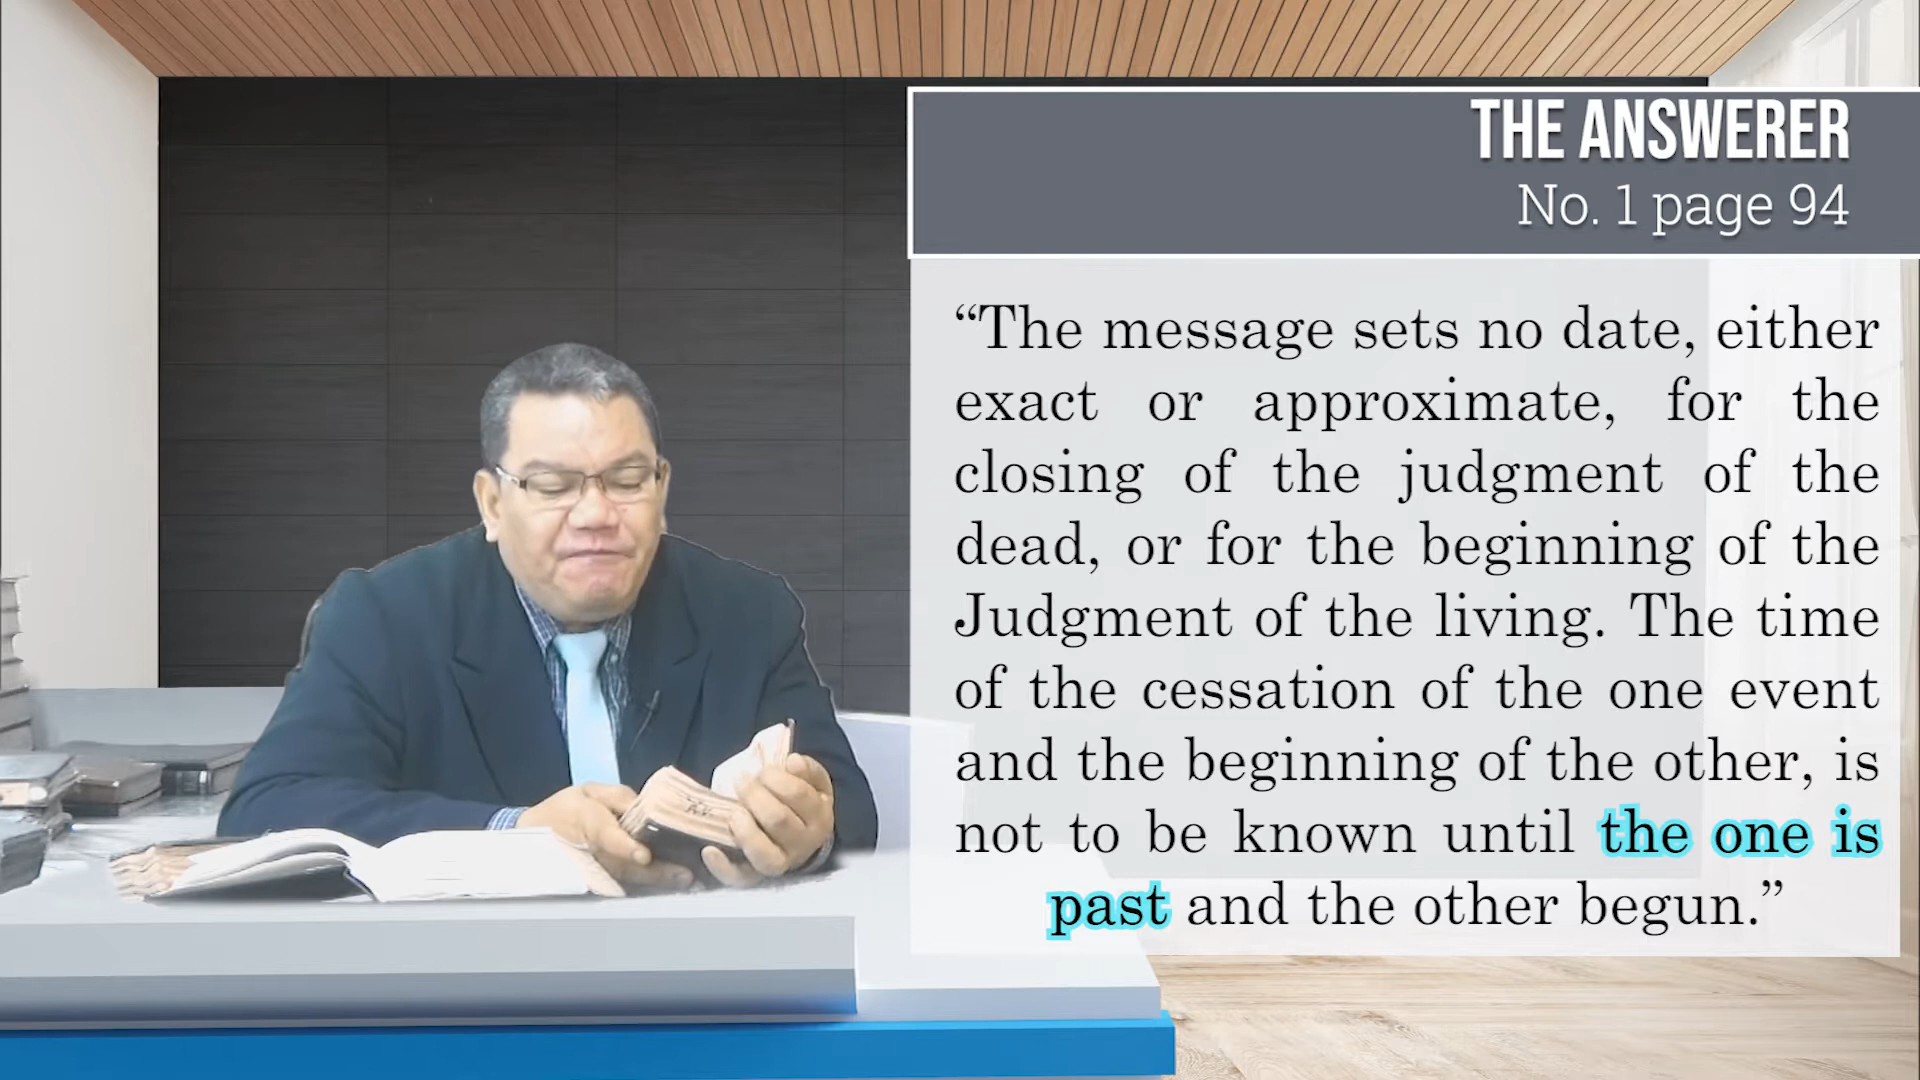 THE ANSWERER
No. 1 page 94
“The message sets no date, either
exact or approximate, for the
closing of the judgment of the
dead, or for the beginning of the
Judgment of the living. The time
of the cessation of the one event
and the beginning of the other, is
not to be known until the one is
past and the other begun.”